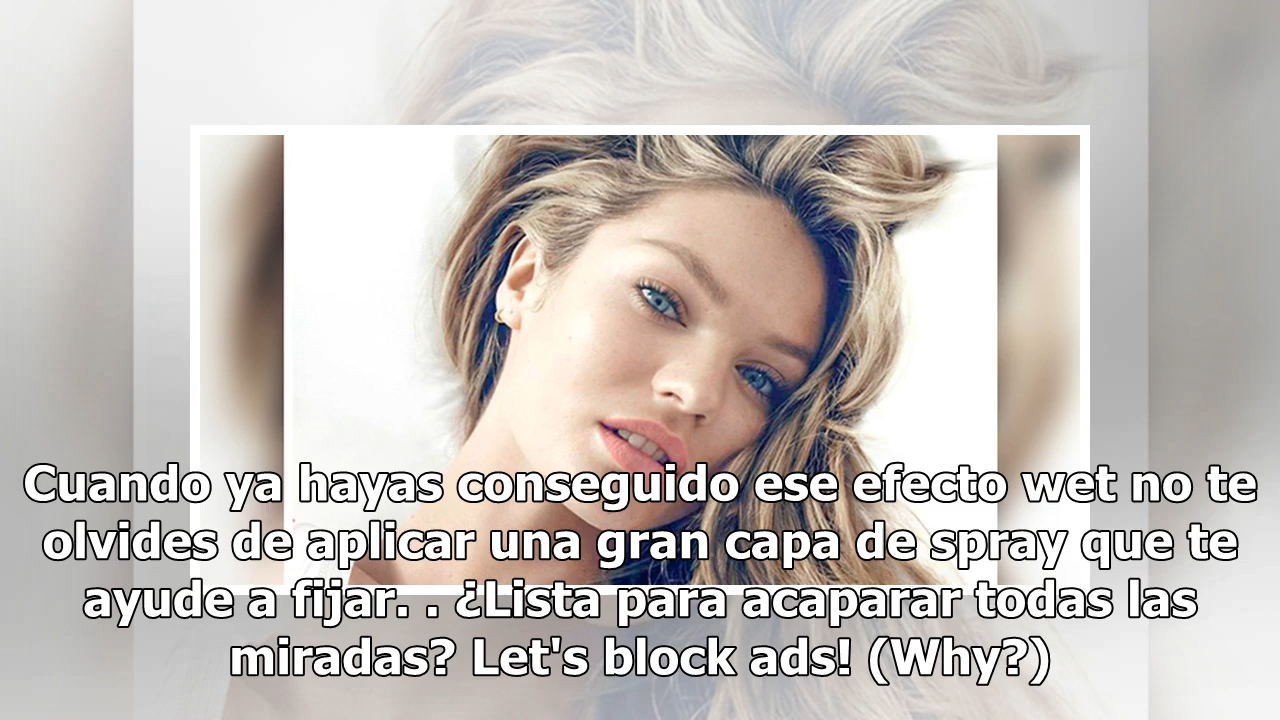 Cuando ya hayas conseguido ese efecto wet no te
olvides de aplicar una gran capa de spray que te
ayude a fijar. . ¿Lista para acaparar todas las
miradas? Let's block ads! (Why?)